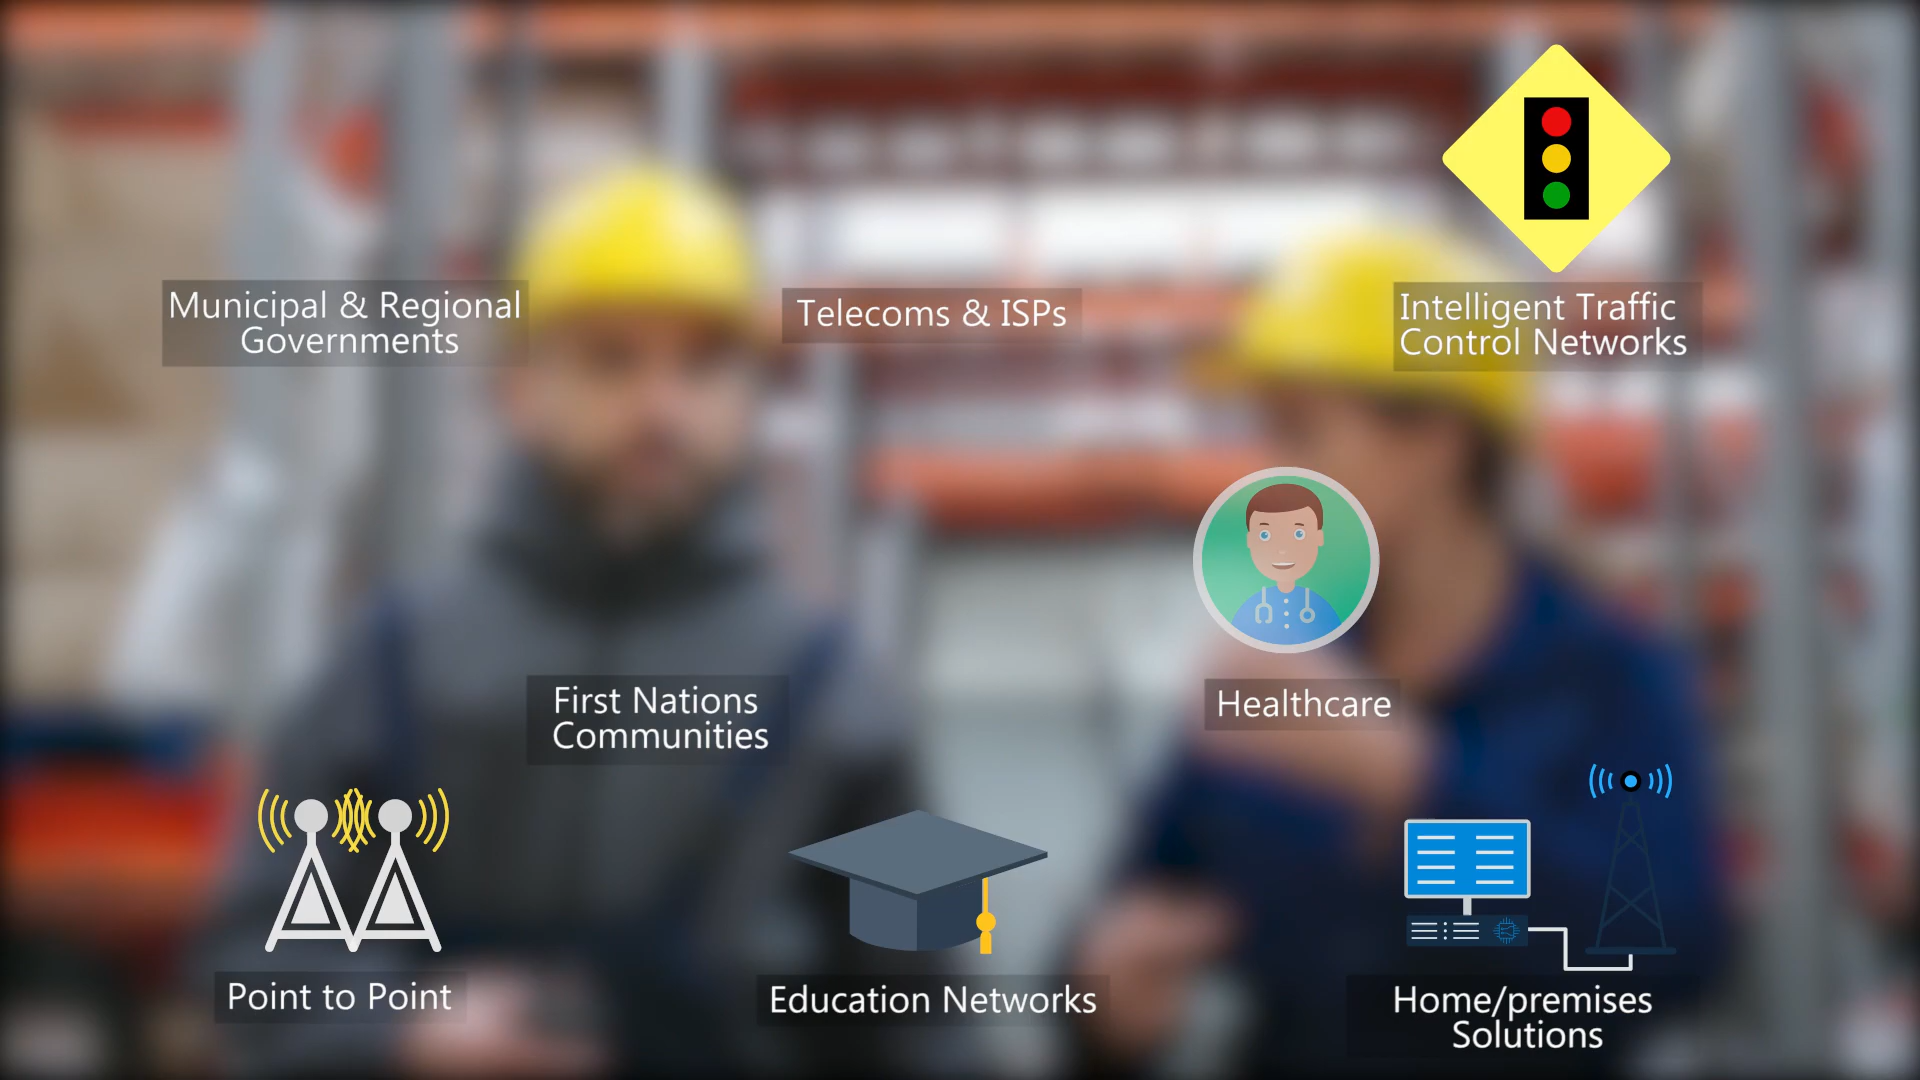 Municipal & Regional
Governments
Telecoms & ISPs
Intelligent Traffic
Control Networks
First Nations
Communities
Healthcare
Point to Point
Education Networks
Home/premises
Solutions